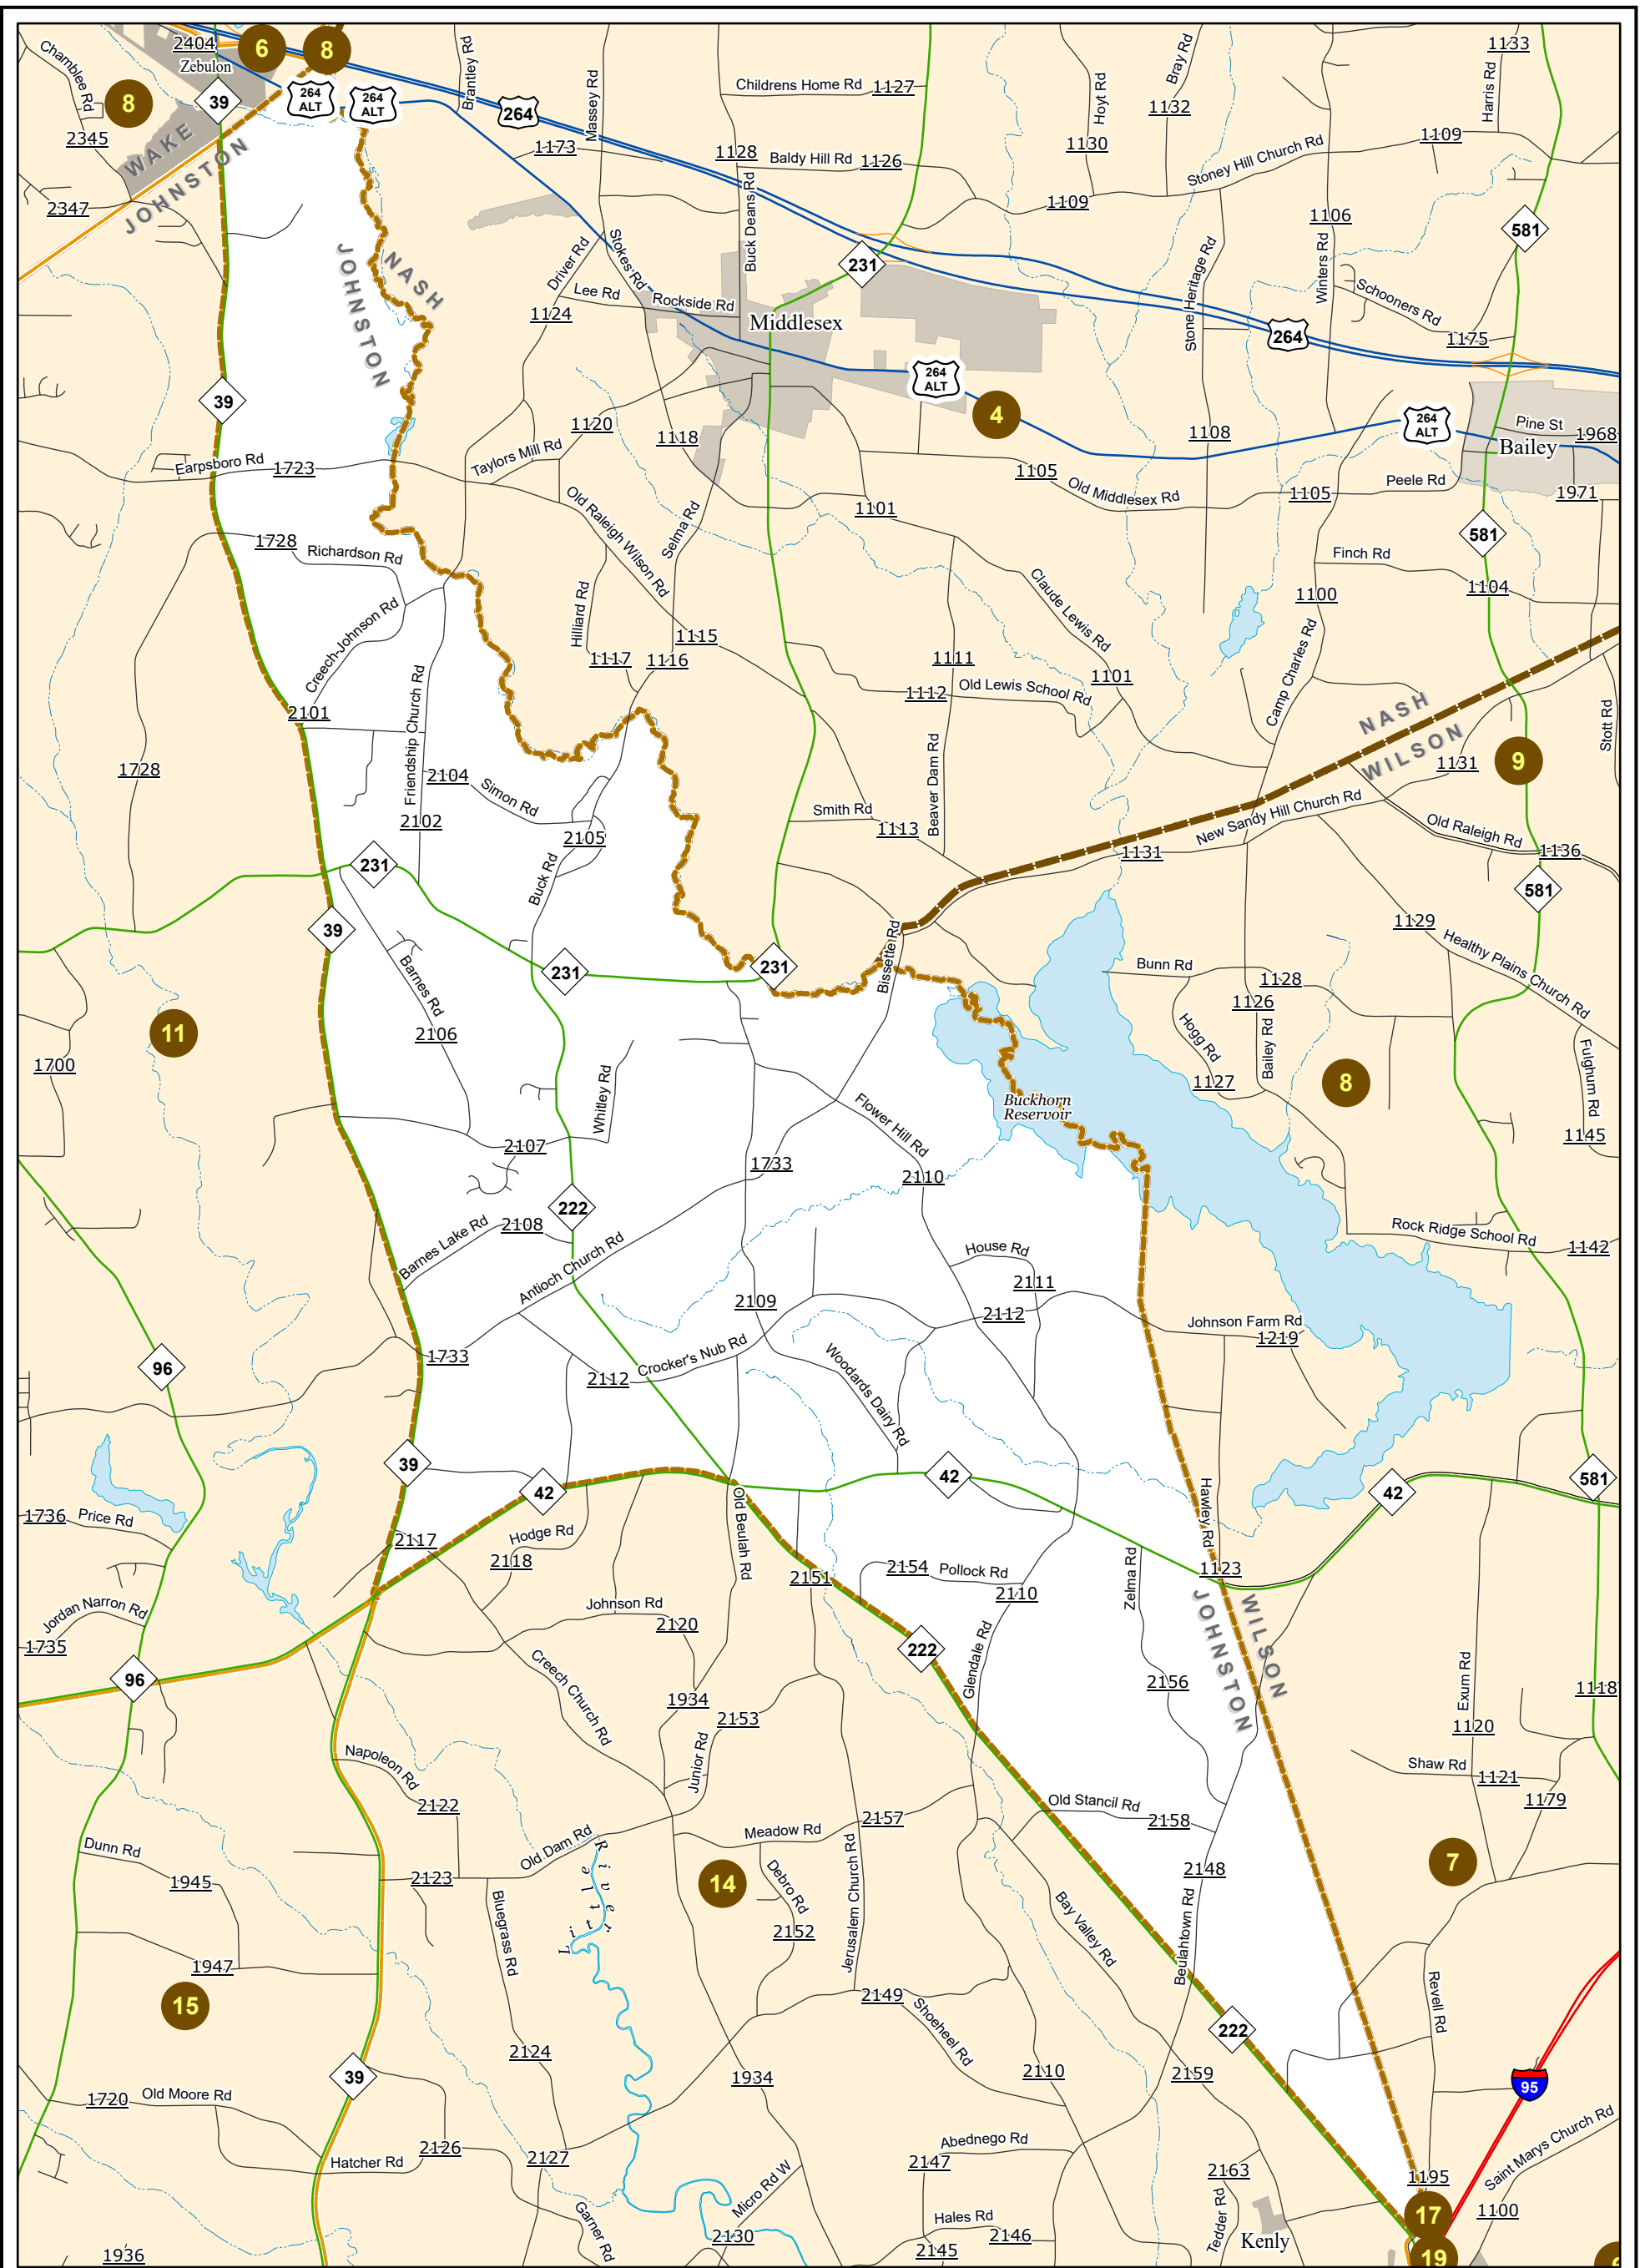 Chamblee Rd
2404
Zebulon
6
8
Brantley Rd
Massey Rd
Childrens Home Rd 1127
Hoyt Rd
Bray Rd
1133
Harris Rd
8
39
264 ALT
264 ALT
264
1132
2345
WAKE
JOHNSTON
1173
1128
Baldy Hill Rd 1126
1130
Stoney Hill Church Rd
1109
2347
1109
1106
581
JOHNSTON
NASH
Driver Rd
Stokes Rd
Buck Deans Rd
231
Stone Heritage Rd
Winters Rd
Lee Rd
Rockside Rd
1124
Middlesex
Schooners Rd
264
1175
39
264 ALT
4
264 ALT
Pine St
1968
Bailey
1120
1118
1108
Earpsboro Rd 1723
Taylors Mill Rd
1105
Old Middlesex Rd
1105
Peele Rd
1971
Old Raleigh Wilson Rd
Selma Rd
1101
581
1728
Richardson Rd
Finch Rd
Claude Lewis Rd
1100
1104
Creech-Johnson Rd
Hilliard Rd
1115
1117
1116
1111
1101
Camp Charles Rd
2101
Friendship Church Rd
1112
Old Lewis School Rd
NASH
WILSON
Stott Rd
1728
2104
Simon Rd
Beaver Dam Rd
1131
9
2102
2105
Smith Rd
1113
New Sandy Hill Church Rd
Old Raleigh Rd
1131
1136
231
Buck Rd
581
39
1129
Healthy Plains Church Rd
Barnes Rd
231
231
Bissette Rd
Bunn Rd
1128
1126
11
2106
Hogg Rd
Bailey Rd
1700
Whitley Rd
Flower Hill Rd
Buckhorn
Reservoir
1127
8
Fulghum Rd
2107
1145
1733
2110
222
2108
Barnes Lake Rd
Antioch Church Rd
House Rd
Rock Ridge School Rd
1142
2111
2109
2112
Johnson Farm Rd
1219
96
1733
Crocker's Nub Rd
2112
Woodards Dairy Rd
39
42
42
42
581
1736
Price Rd
Old Beulah Rd
Hawley Rd
2117
Hodge Rd
2118
2151
2154
Pollock Rd
2110
Zelma Rd
1123
Jordan Narron Rd
Johnson Rd
2120
JOHNSTON
WILSON
1735
96
222
Glendale Rd
Creech Church Rd
2156
Exum Rd
1118
1934
2153
1120
Napoleon Rd
Junior Rd
Shaw Rd
1121
2122
1179
Old Stancil Rd
2158
2157
Meadow Rd
Dunn Rd
Old Dam Rd
Little River
7
1945
2123
14
Debro Rd
Jerusalem Church Rd
2148
Bluegrass Rd
2152
Bay Valley Rd
Beulahtown Rd
1947
Revell Rd
15
2149
Shoeheel Rd
222
2124
39
1934
2110
2159
95
1720
Old Moore Rd
Saint Marys Church Rd
Hatcher Rd
2126
2127
Abednego Rd
2147
2163
1195
Micro Rd W
Tedder Rd
17
1100
Garner Rd
Hales Rd
2146
2130
2145
Kenly
1936
19